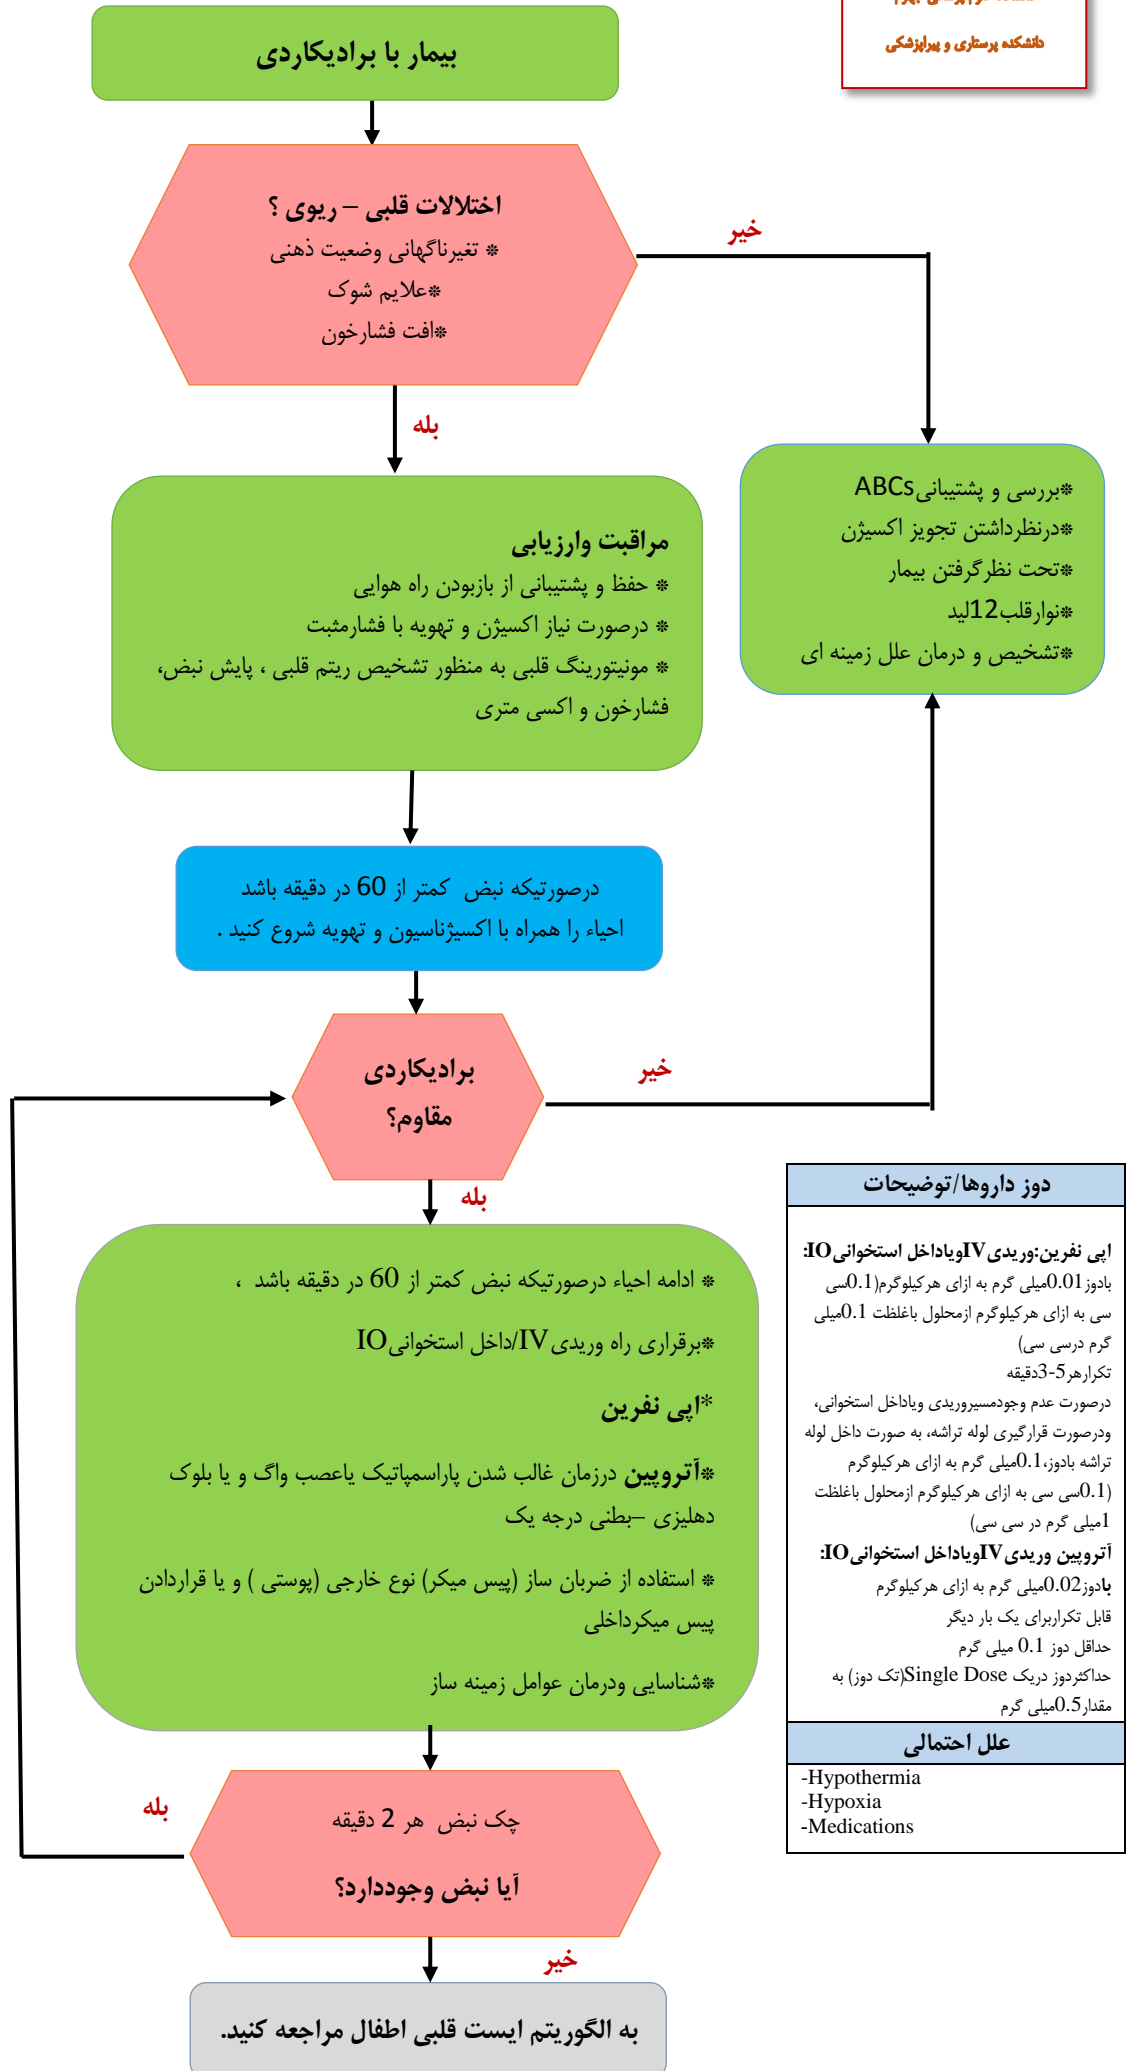 دانشکده پرستاری و پیراپزشکی
بیمار با برادیکاردی
اختلالات قلبی – ریوی ؟
* تغیرناگهانی وضعیت ذهنی
*علایم شوک
*افت فشارخون
خیر
بله
*بررسی و پشتیبانیABCs
*درنظرداشتن تجویز اکسیژن
*تحت نظرگرفتن بیمار
*نوارقلب12لید
*تشخیص و درمان علل زمینه ای
مراقبت وارزیابی
* حفظ و پشتیبانی از بازبودن راه هوایی
* درصورت نیاز اکسیژن و تهویه با فشارمثبت
* مونیتورینگ قلبی به منظور تشخیص ریتم قلبی ، پایش نبض،
فشارخون و اکسی متری
درصورتیکه نبض کمتر از 60 در دقیقه باشد
احیاء را همراه با اکسیژناسیون و تهویه شروع کنید .
برادیکاردی
مقاوم؟
خیر
بله
* ادامه احیاء درصورتیکه نبض کمتر از 60 در دقیقه باشد ،
*برقراری راه وریدیIV/داخل استخوانیIO
*اپی نفرین
*آتروپین درزمان غالب شدن پاراسمپاتیک یاعصب واگ و یا بلوک
دهلیزی –بطنی درجه یک
* استفاده از ضربان ساز (پیس میکر) نوع خارجی (پوستی ) و یا قراردادن
پیس میکرداخلی
*شناسایی ودرمان عوامل زمینه ساز
دوز داروها/توضیحات
اپی نفرین:وریدیIVویاداخل استخوانیIO:
بادوز0.01میلی گرم به ازای هرکیلوگرم(0.1سی
سی به ازای هرکیلوگرم ازمحلول باغلظت 0.1میلی
گرم درسی سی)
تکرارهر5-3دقیقه
درصورت عدم وجودمسیروریدی ویاداخل استخوانی،
ودرصورت قرارگیری لوله تراشه، به صورت داخل لوله
تراشه بادوز،0.1میلی گرم به ازای هرکیلوگرم
(0.1سی سی به ازای هرکیلوگرم ازمحلول باغلظت
1میلی گرم در سی سی)
آتروپین وریدیIVویاداخل استخوانیIO:
بادوز0.02میلی گرم به ازای هرکیلوگرم
قابل تکراربرای یک بار دیگر
حداقل دوز 0.1 میلی گرم
حداکثردوز دریک Single Dose(تک دوز) به
مقدار0.5میلی گرم
علل احتمالی
-Hypothermia
-Hypoxia
-Medications
چک نبض هر 2 دقیقه
آیا نبض وجوددارد؟
بله
خیر
به الگوریتم ایست قلبی اطفال مراجعه کنید.